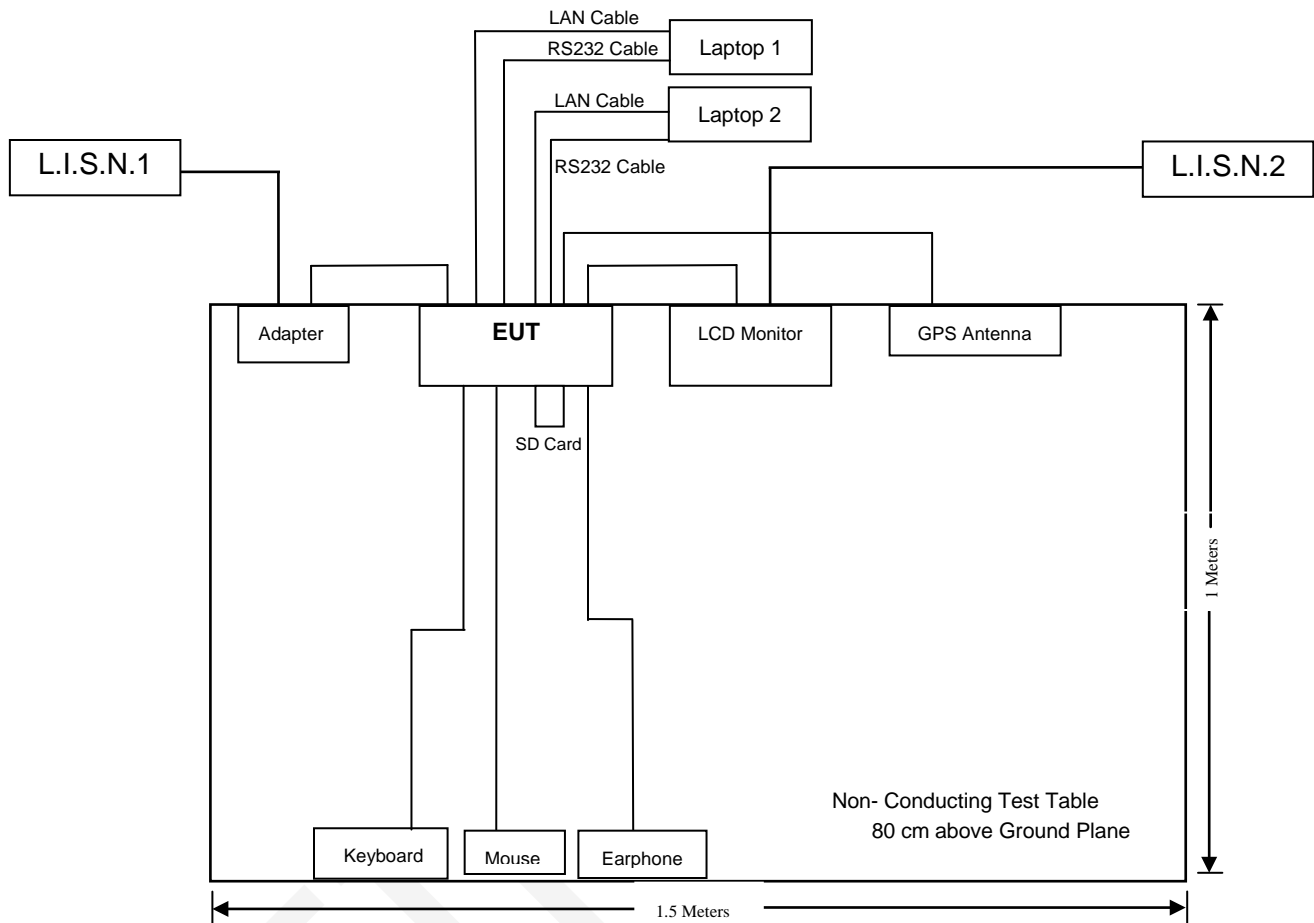 LAN Cable
Laptop 1
RS232 Cable
LAN Cable
Laptop 2
L.I.S.N.1
RS232 Cable
L.I.S.N.2
Adapter
EUT
LCD Monitor
GPS Antenna
SD Card
1 Meters
Non- Conducting Test Table
80 cm above Ground Plane
Keyboard
Mouse
Earphone
1.5 Meters